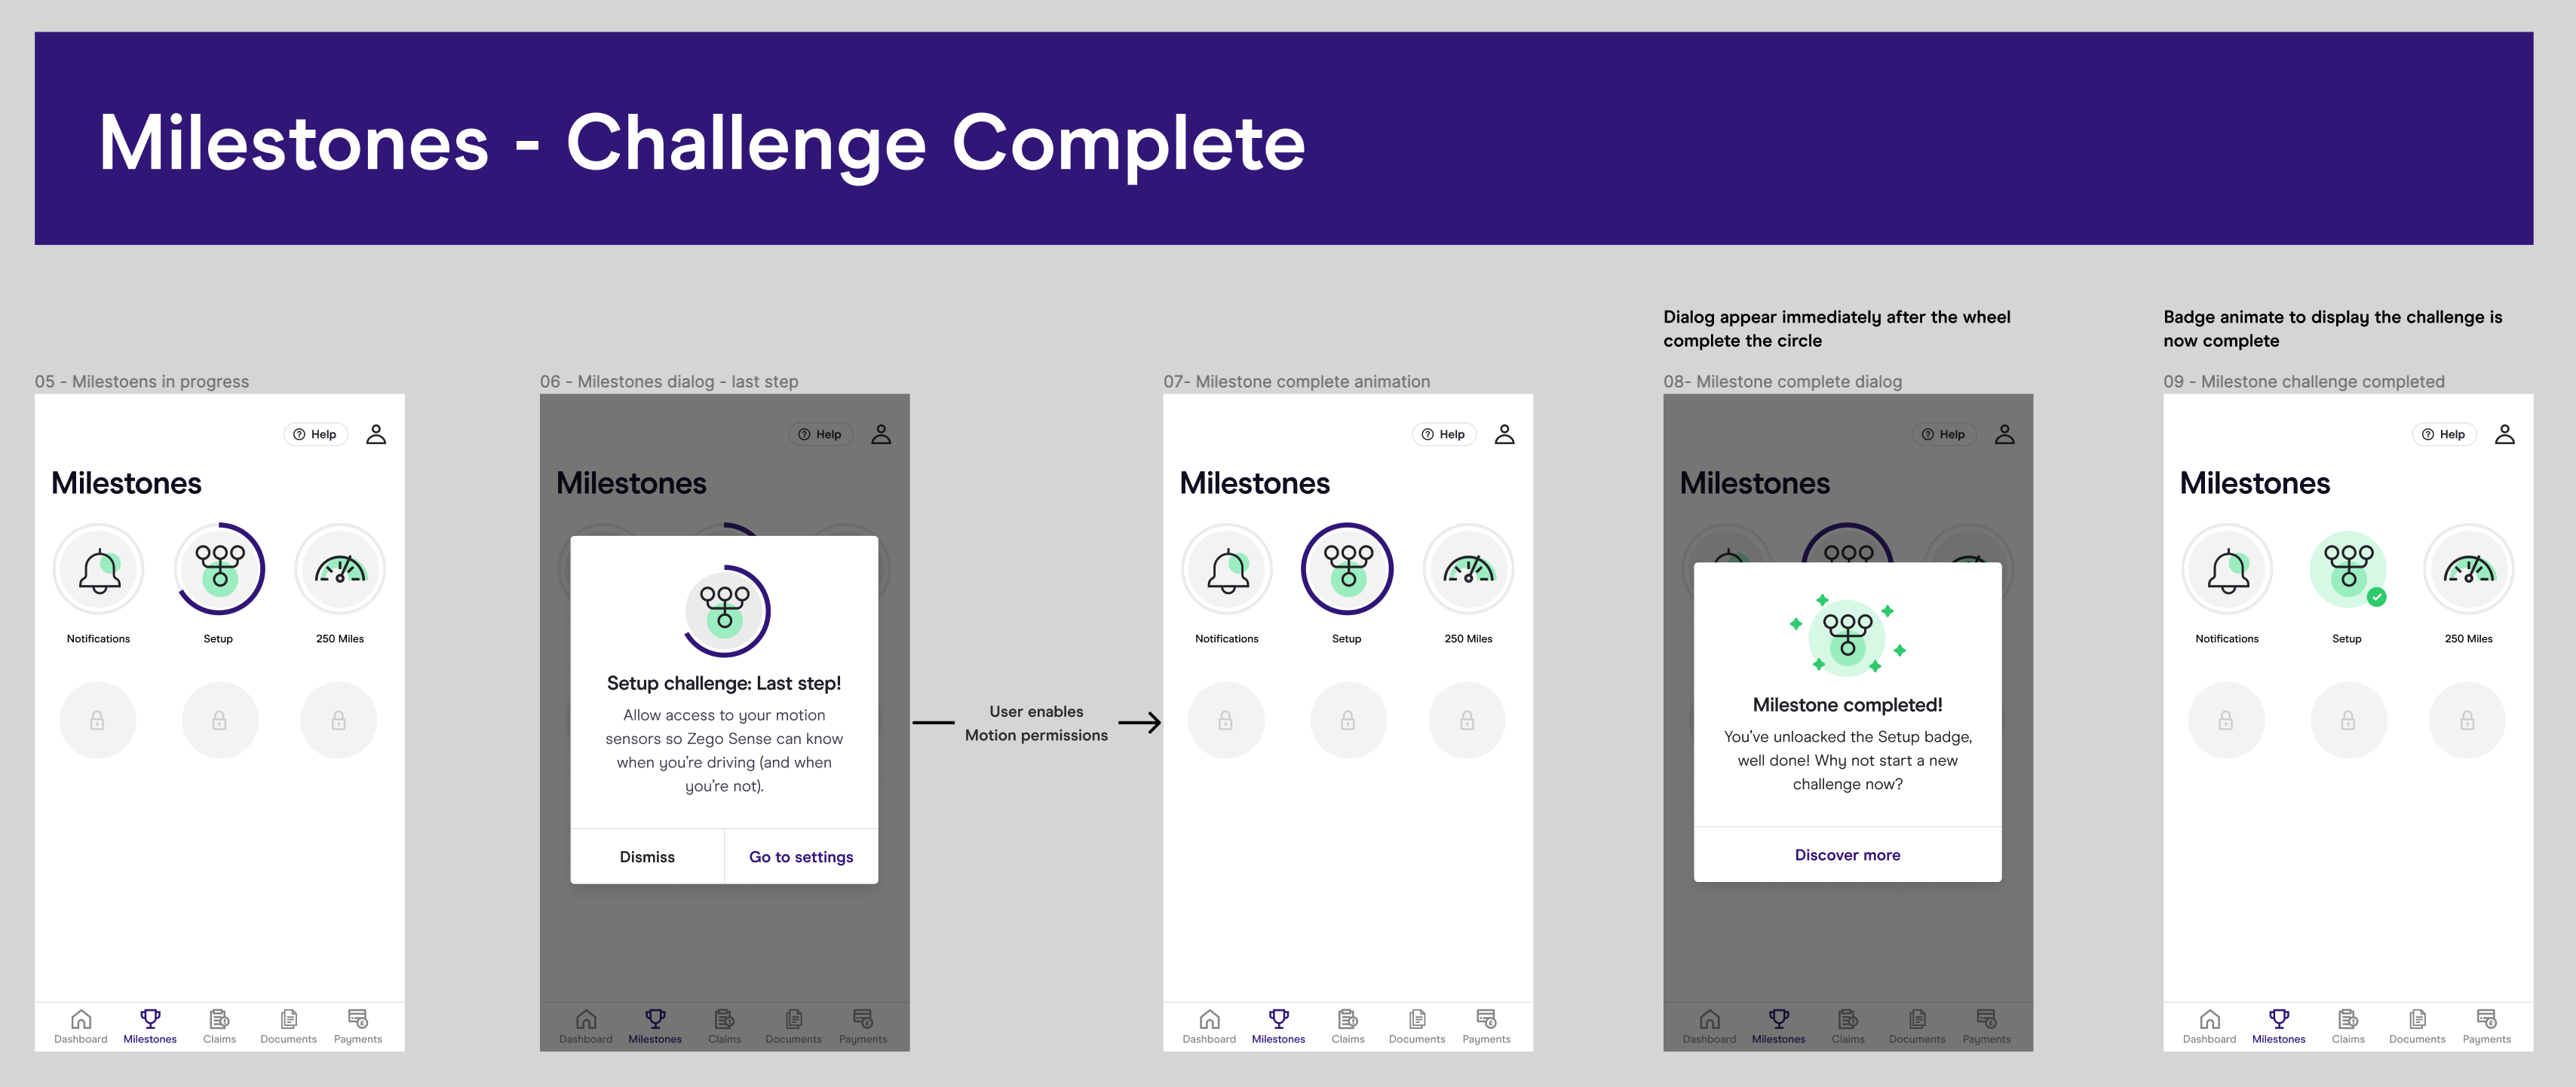 Milestones - Challenge Complete
Dialog appear immediately after the wheel
complete the circle
Badge animate to display the challenge is
now complete
05 - Milestoens in progress
Help
Milestones
Notifications
Setup
250 Miles
Dashboard
Milestones
Claims
Documents
Payments
06 - Milestones dialog - last step
Help
Milestones
Setup challenge: Last step!
Allow access to your motion
sensors so Zego Sense can know
when you're driving (and when
you're not).
Dismiss
Go to settings
Dashboard
Milestones
Claims
Documents
Payments
User enables
Motion permissions
07- Milestone complete animation
Help
Milestones
Notifications
Setup
250 Miles
Dashboard
Milestones
Claims
Documents
Payments
08- Milestone complete dialog
Help
Milestones
Milestone completed!
You've unloacked the Setup badge,
well done! Why not start a new
challenge now?
Discover more
Dashboard
Milestones
Claims
Documents
Payments
09 - Milestone challenge completed
Help
Milestones
Notifications
Setup
250 Miles
Dashboard
Milestones
Claims
Documents
Payments